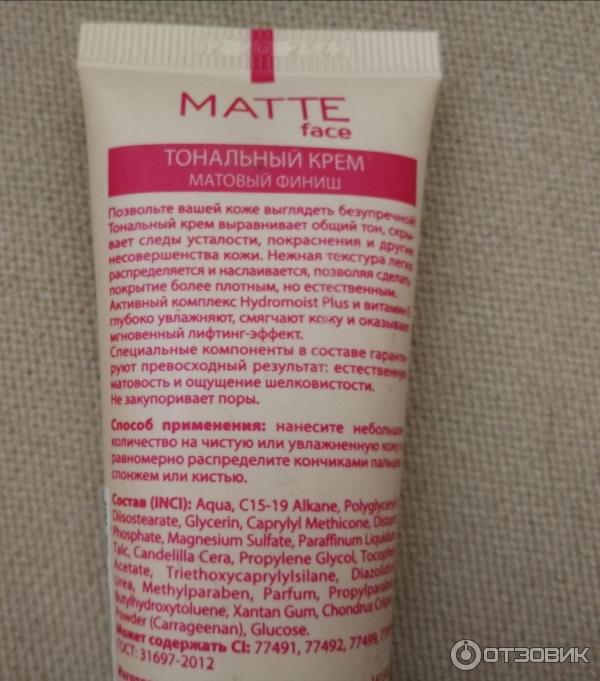 MATTE
face
ТОНАЛЬНЫЙ КРЕМ
МАТОВЫЙ ФИНИШ
Позвольте вашей коже выглядеть безупречной
Тональный крем выравнивает общий тон, скры-
вает следы усталости, покраснения и другие
несовершенства кожи. Нежная текстура легко
распределяется и наслаивается, позволяя сделать
покрытие более плотным, но естественным.
Активный комплекс Hydromoist Plus и витамин Е
глубоко увлажняют, смягчают кожу и оказывают
мгновенный лифтинг-эффект.
Специальные компоненты в составе гаранти-
руют превосходный результат: естественную
матовость и ощущение шелковистости.
Не закупоривает поры.
Способ применения: нанесите небольшое
количество на чистую или увлажненную кожу и
равномерно распределите кончиками пальцев
спонжем или кистью.
Состав (INCI): Aqua, C15-19 Alkane,
Diisostearate, Glycerin, Caprylyl Methicone,
Phosphate, Magnesium Sulfate, Paraffinum Liquidum
Talc, Candelilla Cera, Propylene Glycol,
Acetate, Triethoxycaprylylsilane,
Urea, Methylparaben, Parfum, Propylparaben
Butylhydroxytoluene, Xantan Gum, Chondrus
Powder (Carrageenan), Glucose.
Может содержать CI: 77491, 77492, 77499,
ГОСТ: 31697-2012
ОТЗОВИК